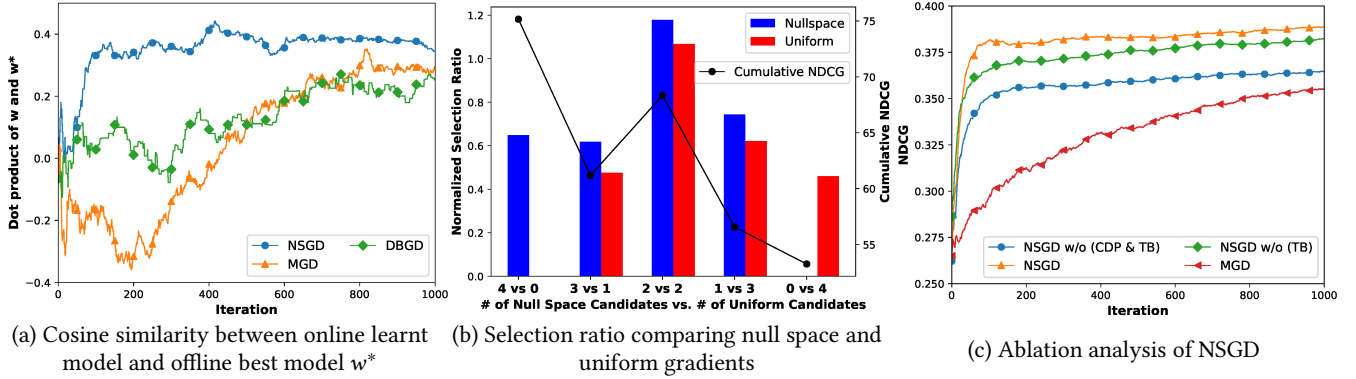 0.4
0.2
0.0
−0.2
−0.4
Dot product of w and w*
0 200 400 600 800 1000
Iteration
NSGD
MGD
DBGD
(a) Cosine similarity between online learnt
model and offline best model w*
1.2
1.0
0.8
0.6
0.4
0.2
0.0
Normalized Selection Ratio
Nullspace
Uniform
Cumulative NDCG
75
70
65
60
55
Cumulative NDCG
4 vs 0 3 vs 1 2 vs 2 1 vs 3 0 vs 4
# of Null Space Candidates vs. # of Uniform Candidates
(b) Selection ratio comparing null space and
uniform gradients
0.400
0.375
0.350
0.325
0.300
0.275
0.250
NDCG
0 200 400 600 800 1000
Iteration
NSGD w/o (CDP & TB)
NSGD
NSGD w/o (TB)
MGD
(c) Ablation analysis of NSGD